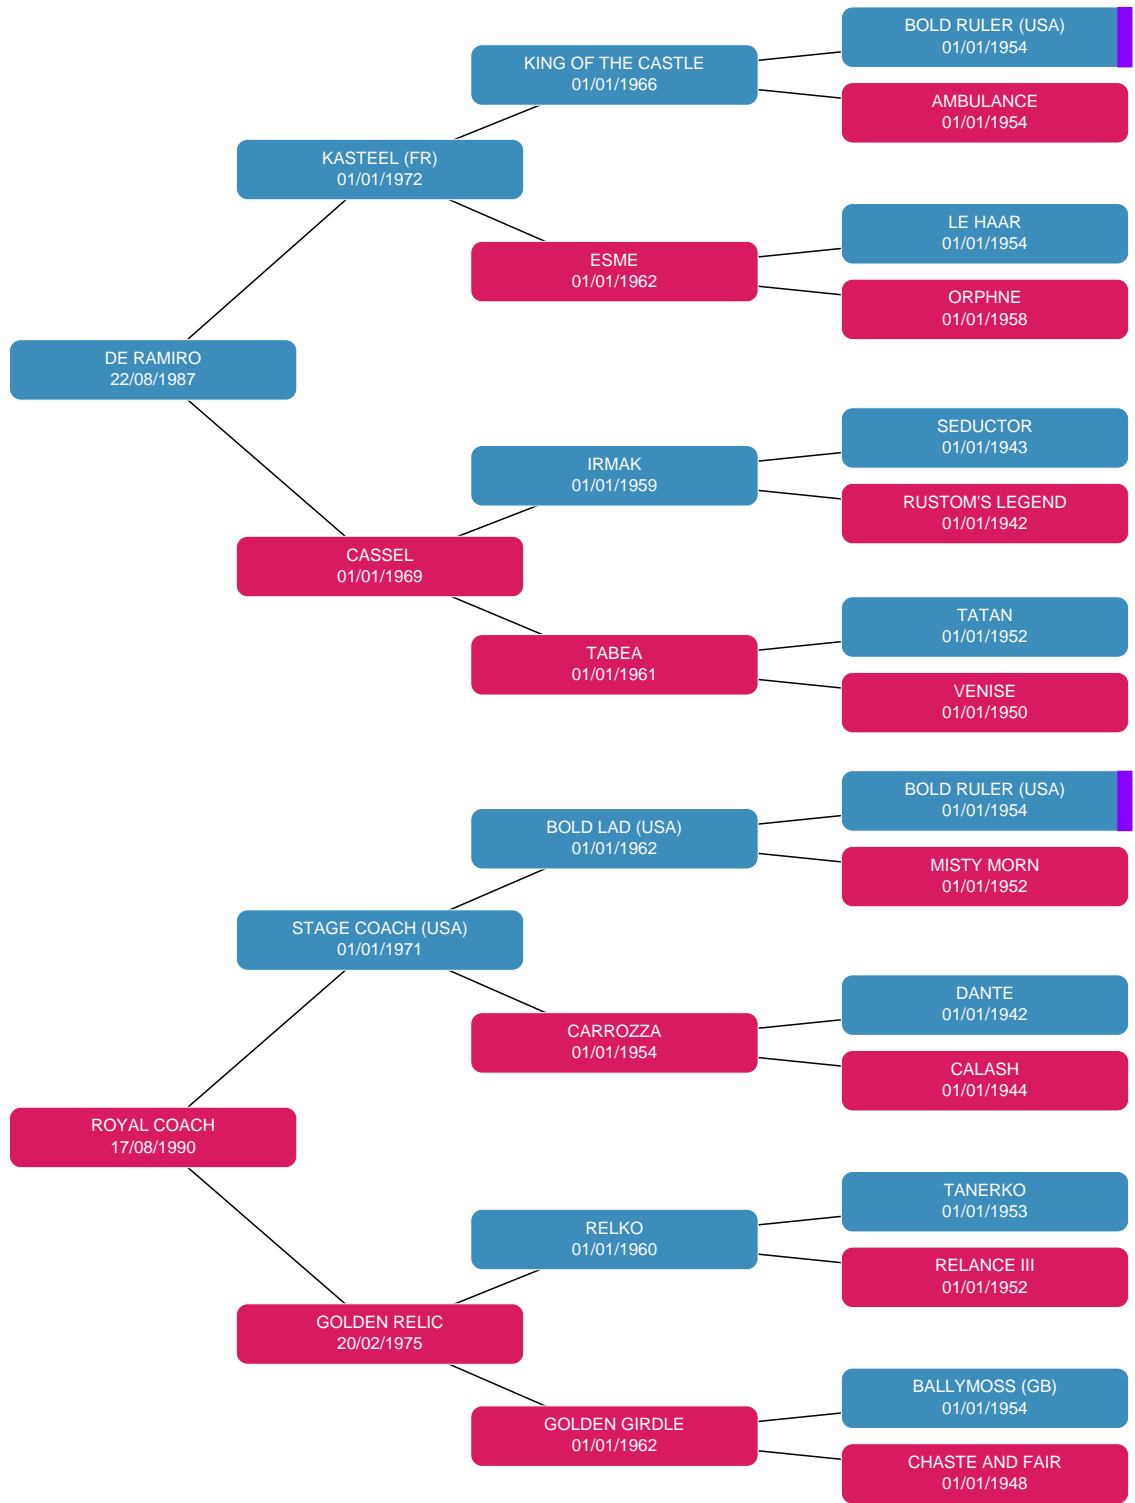 BOLD RULER (USA)
01/01/1954
KING OF THE CASTLE
01/01/1966
AMBULANCE
01/01/1954
KASTEEL (FR)
01/01/1972
LE HAAR
01/01/1954
ESME
01/01/1962
ORPHNE
01/01/1958
DE RAMIRO
22/08/1987
SEDUCTOR
01/01/1943
IRMAK
01/01/1959
RUSTOM'S LEGEND
01/01/1942
CASSEL
01/01/1969
TATAN
01/01/1952
TABEA
01/01/1961
VENISE
01/01/1950
BOLD RULER (USA)
01/01/1954
BOLD LAD (USA)
01/01/1962
MISTY MORN
01/01/1952
STAGE COACH (USA)
01/01/1971
DANTE
01/01/1942
CARROZZA
01/01/1954
CALASH
01/01/1944
ROYAL COACH
17/08/1990
TANERKO
01/01/1953
RELKO
01/01/1960
RELANCE III
01/01/1952
GOLDEN RELIC
20/02/1975
BALLYMOSS (GB)
01/01/1954
GOLDEN GIRDLE
01/01/1962
CHASTE AND FAIR
01/01/1948